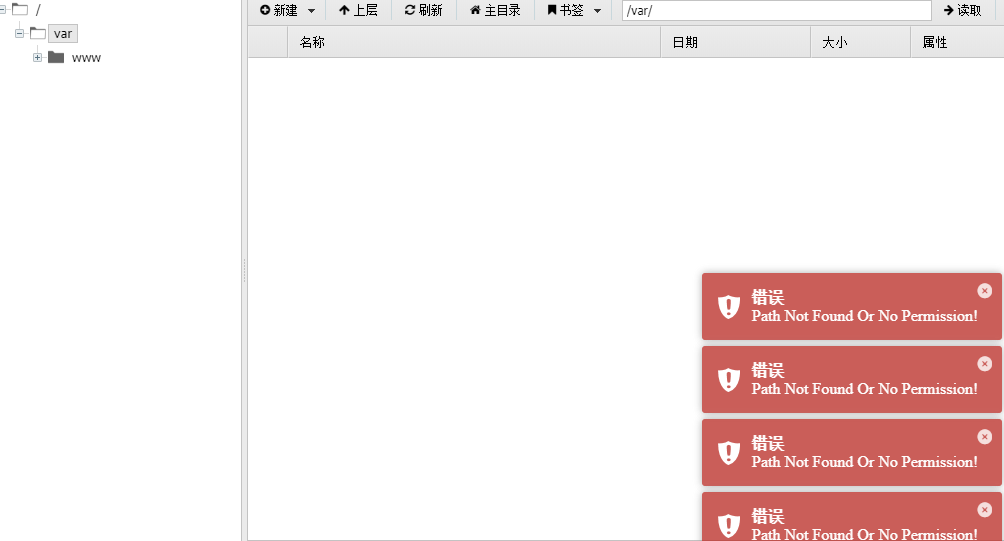 /
var
www
新建
上层
刷新
主目录
书签
/var/
读取
名称
日期
大小
属性
错误
Path Not Found Or No Permission!
错误
Path Not Found Or No Permission!
错误
Path Not Found Or No Permission!
错误
Path Not Found Or No Permission!